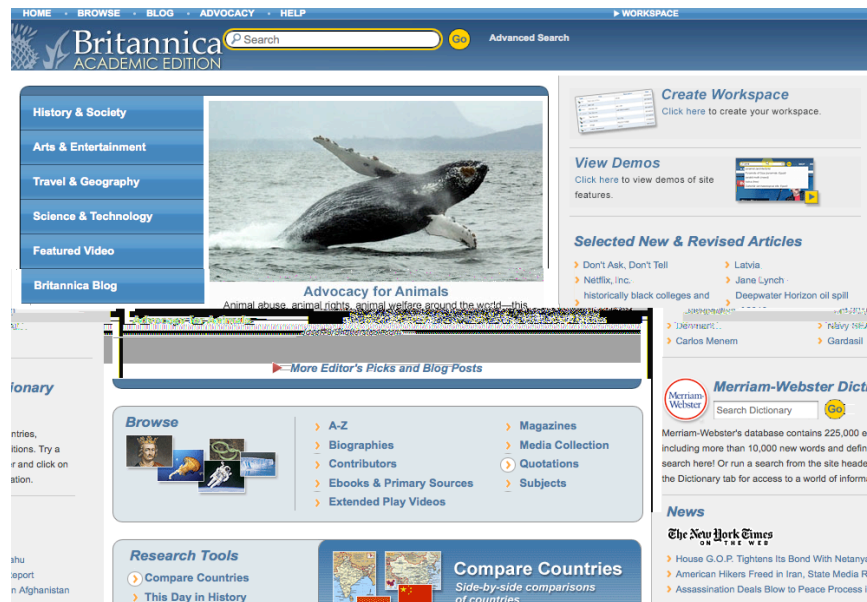 HOME • BROWSE • BLOG • ADVOCACY • HELP
▶ WORKSPACE
Britannica
ACADEMIC EDITION
Search
Go
Advanced Search
History & Society
Arts & Entertainment
Travel & Geography
Science & Technology
Featured Video
Britannica Blog
Advocacy for Animals
Animal abuse, animal rights, animal welfare around the world—this
Create Workspace
Click here to create your workspace.
View Demos
Click here to view demos of site
features.
Selected New & Revised Articles
Don't Ask, Don't Tell
Netflix, Inc.
historically black colleges and
Latvia
Jane Lynch
Deepwater Horizon oil spill
Carlos Menem
Gardasil
More Editor's Picks and Blog Posts
ionary
ntries,
itions. Try a
r and click on
ation.
Browse
A-Z
Biographies
Contributors
Ebooks & Primary Sources
Extended Play Videos
Magazines
Media Collection
Quotations
Subjects
Merriam-
Webster
Merriam-Webster Dict
Search Dictionary
Go
Merriam-Webster's database contains 225,000 e
including more than 10,000 new words and defin
search here! Or run a search from the site heade
the Dictionary tab for access to a world of informa
News
The New York Times
ON THE WEB
House G.O.P. Tightens Its Bond With Netanya
American Hikers Freed in Iran, State Media R
Assassination Deals Blow to Peace Process
ahu
Report
n Afghanistan
Research Tools
Compare Countries
This Day in History
Compare Countries
Side-by-side comparisons
of countries